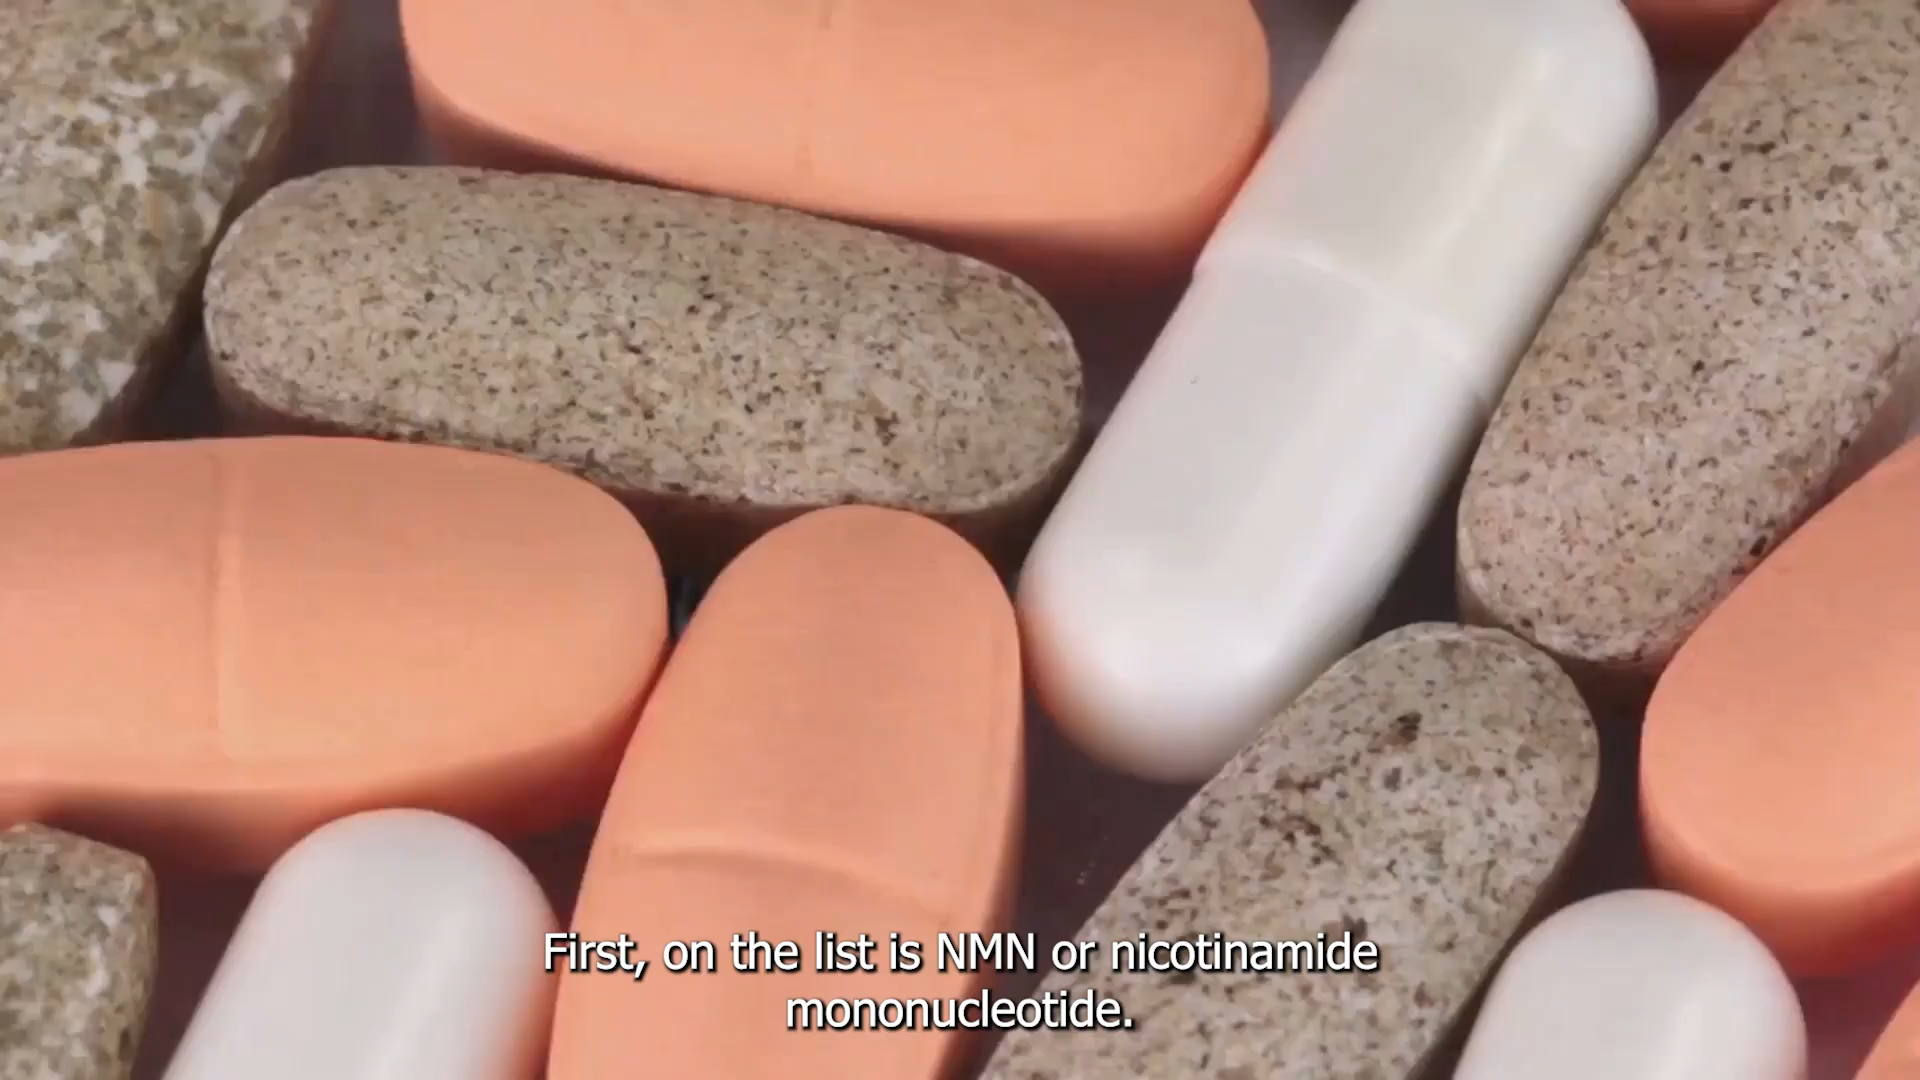 First, on the list is NMN or nicotinamide
mononucleotide.